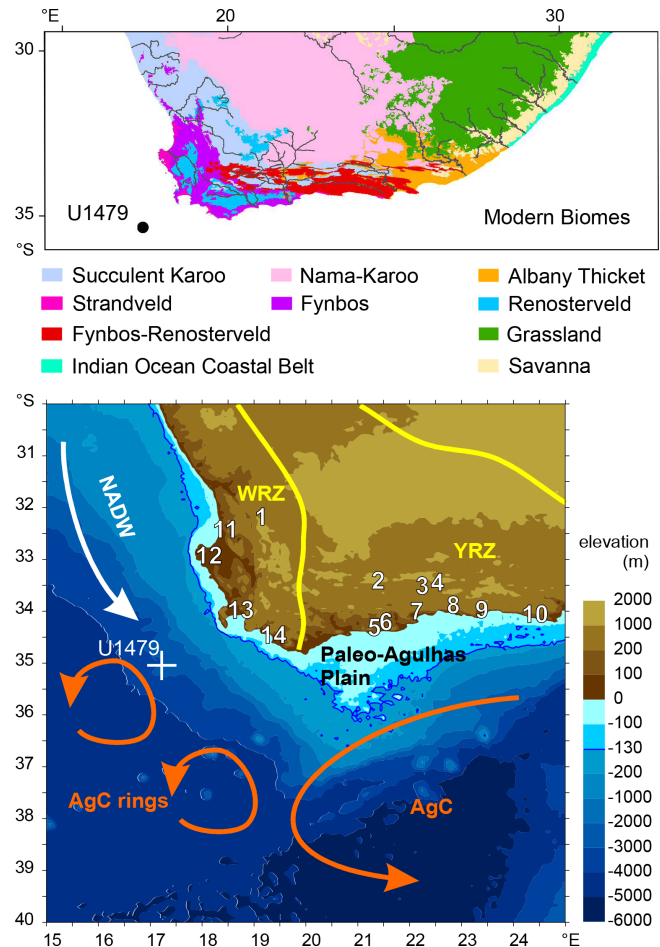 °E 20 30
30
35
°S
U1479
Modern Biomes
Succulent Karoo Nama-Karoo Albany Thicket
Strandveld Fynbos Renosterveld
Fynbos-Renosterveld Grassland
Indian Ocean Coastal Belt Savanna
°S
31
32
33
34
35
36
37
38
39
40
NADW
WRZ
1
11
12
YRZ
2 3 4
13 14
5 6 7 8 9 10
U1479
Paleo-Agulhas
Plain
AgC rings
AgC
15 16 17 18 19 20 21 22 23 24 °E
elevation
(m)
2000
1000
600
200
100
0
-100
-130
-200
-1000
-2000
-3000
-4000
-5000
-6000